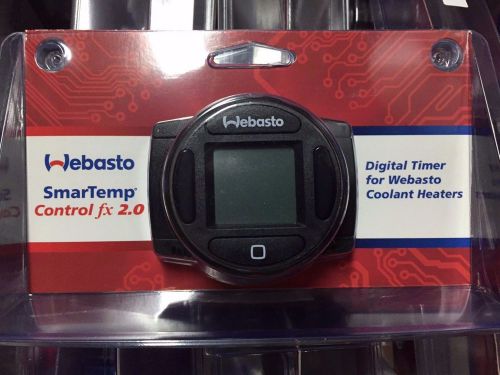 Webasto
Webasto
SmarTemp®
Control fx 2.0
Digital Timer
for Webasto
Coolant Heaters